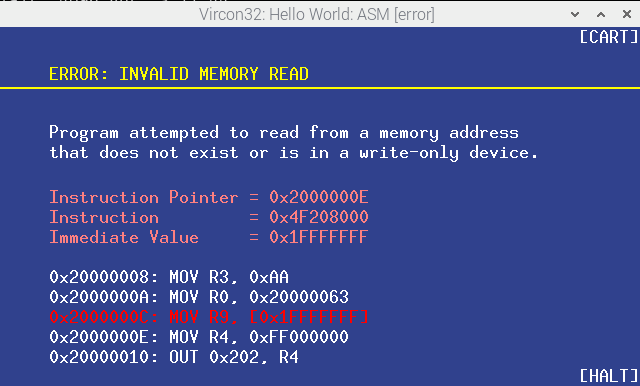 Vircon32: Hello World: ASM [error]
[CART]
ERROR: INVALID MEMORY READ
Program attempted to read from a memory address
that does not exist or is in a write-only device.
Instruction Pointer = 0x2000000E
Instruction = 0x4F208000
Immediate Value = 0x1FFFFFFF
0x20000008: MOV R3, 0xAA
0x2000000A: MOV R0, 0x20000063
0x2000000C: MOV R9, [0x1FFFFFFF]
0x2000000E: MOV R4, 0xFF000000
0x20000010: OUT 0x202, R4
[HALT]